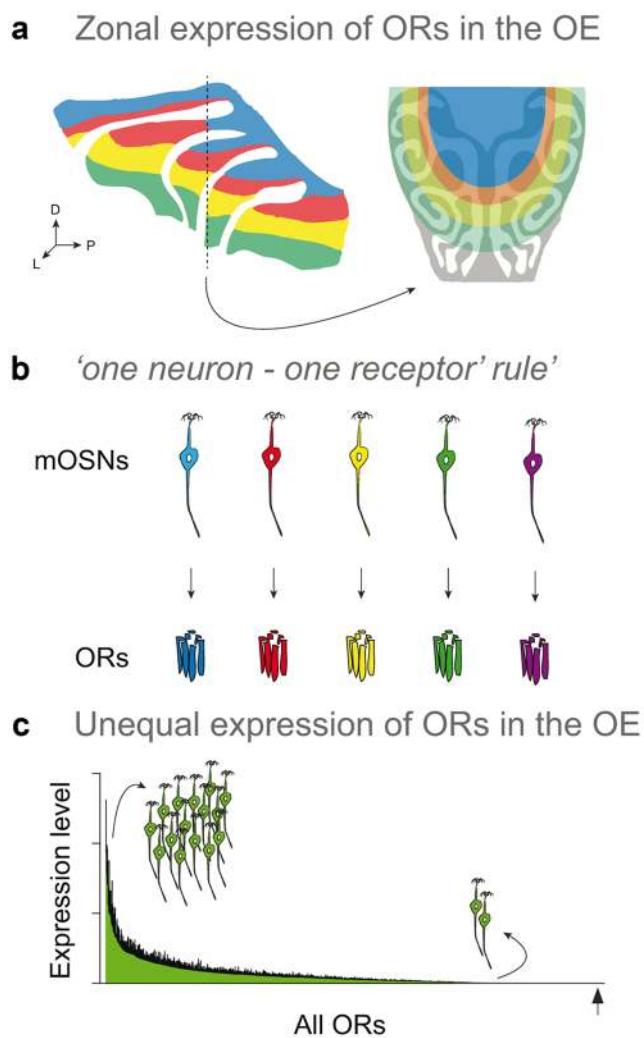 a Zonal expression of ORs in the OE
D
L P
b 'one neuron - one receptor' rule'
mOSNs
ORs
c Unequal expression of ORs in the OE
Expression level
All ORs